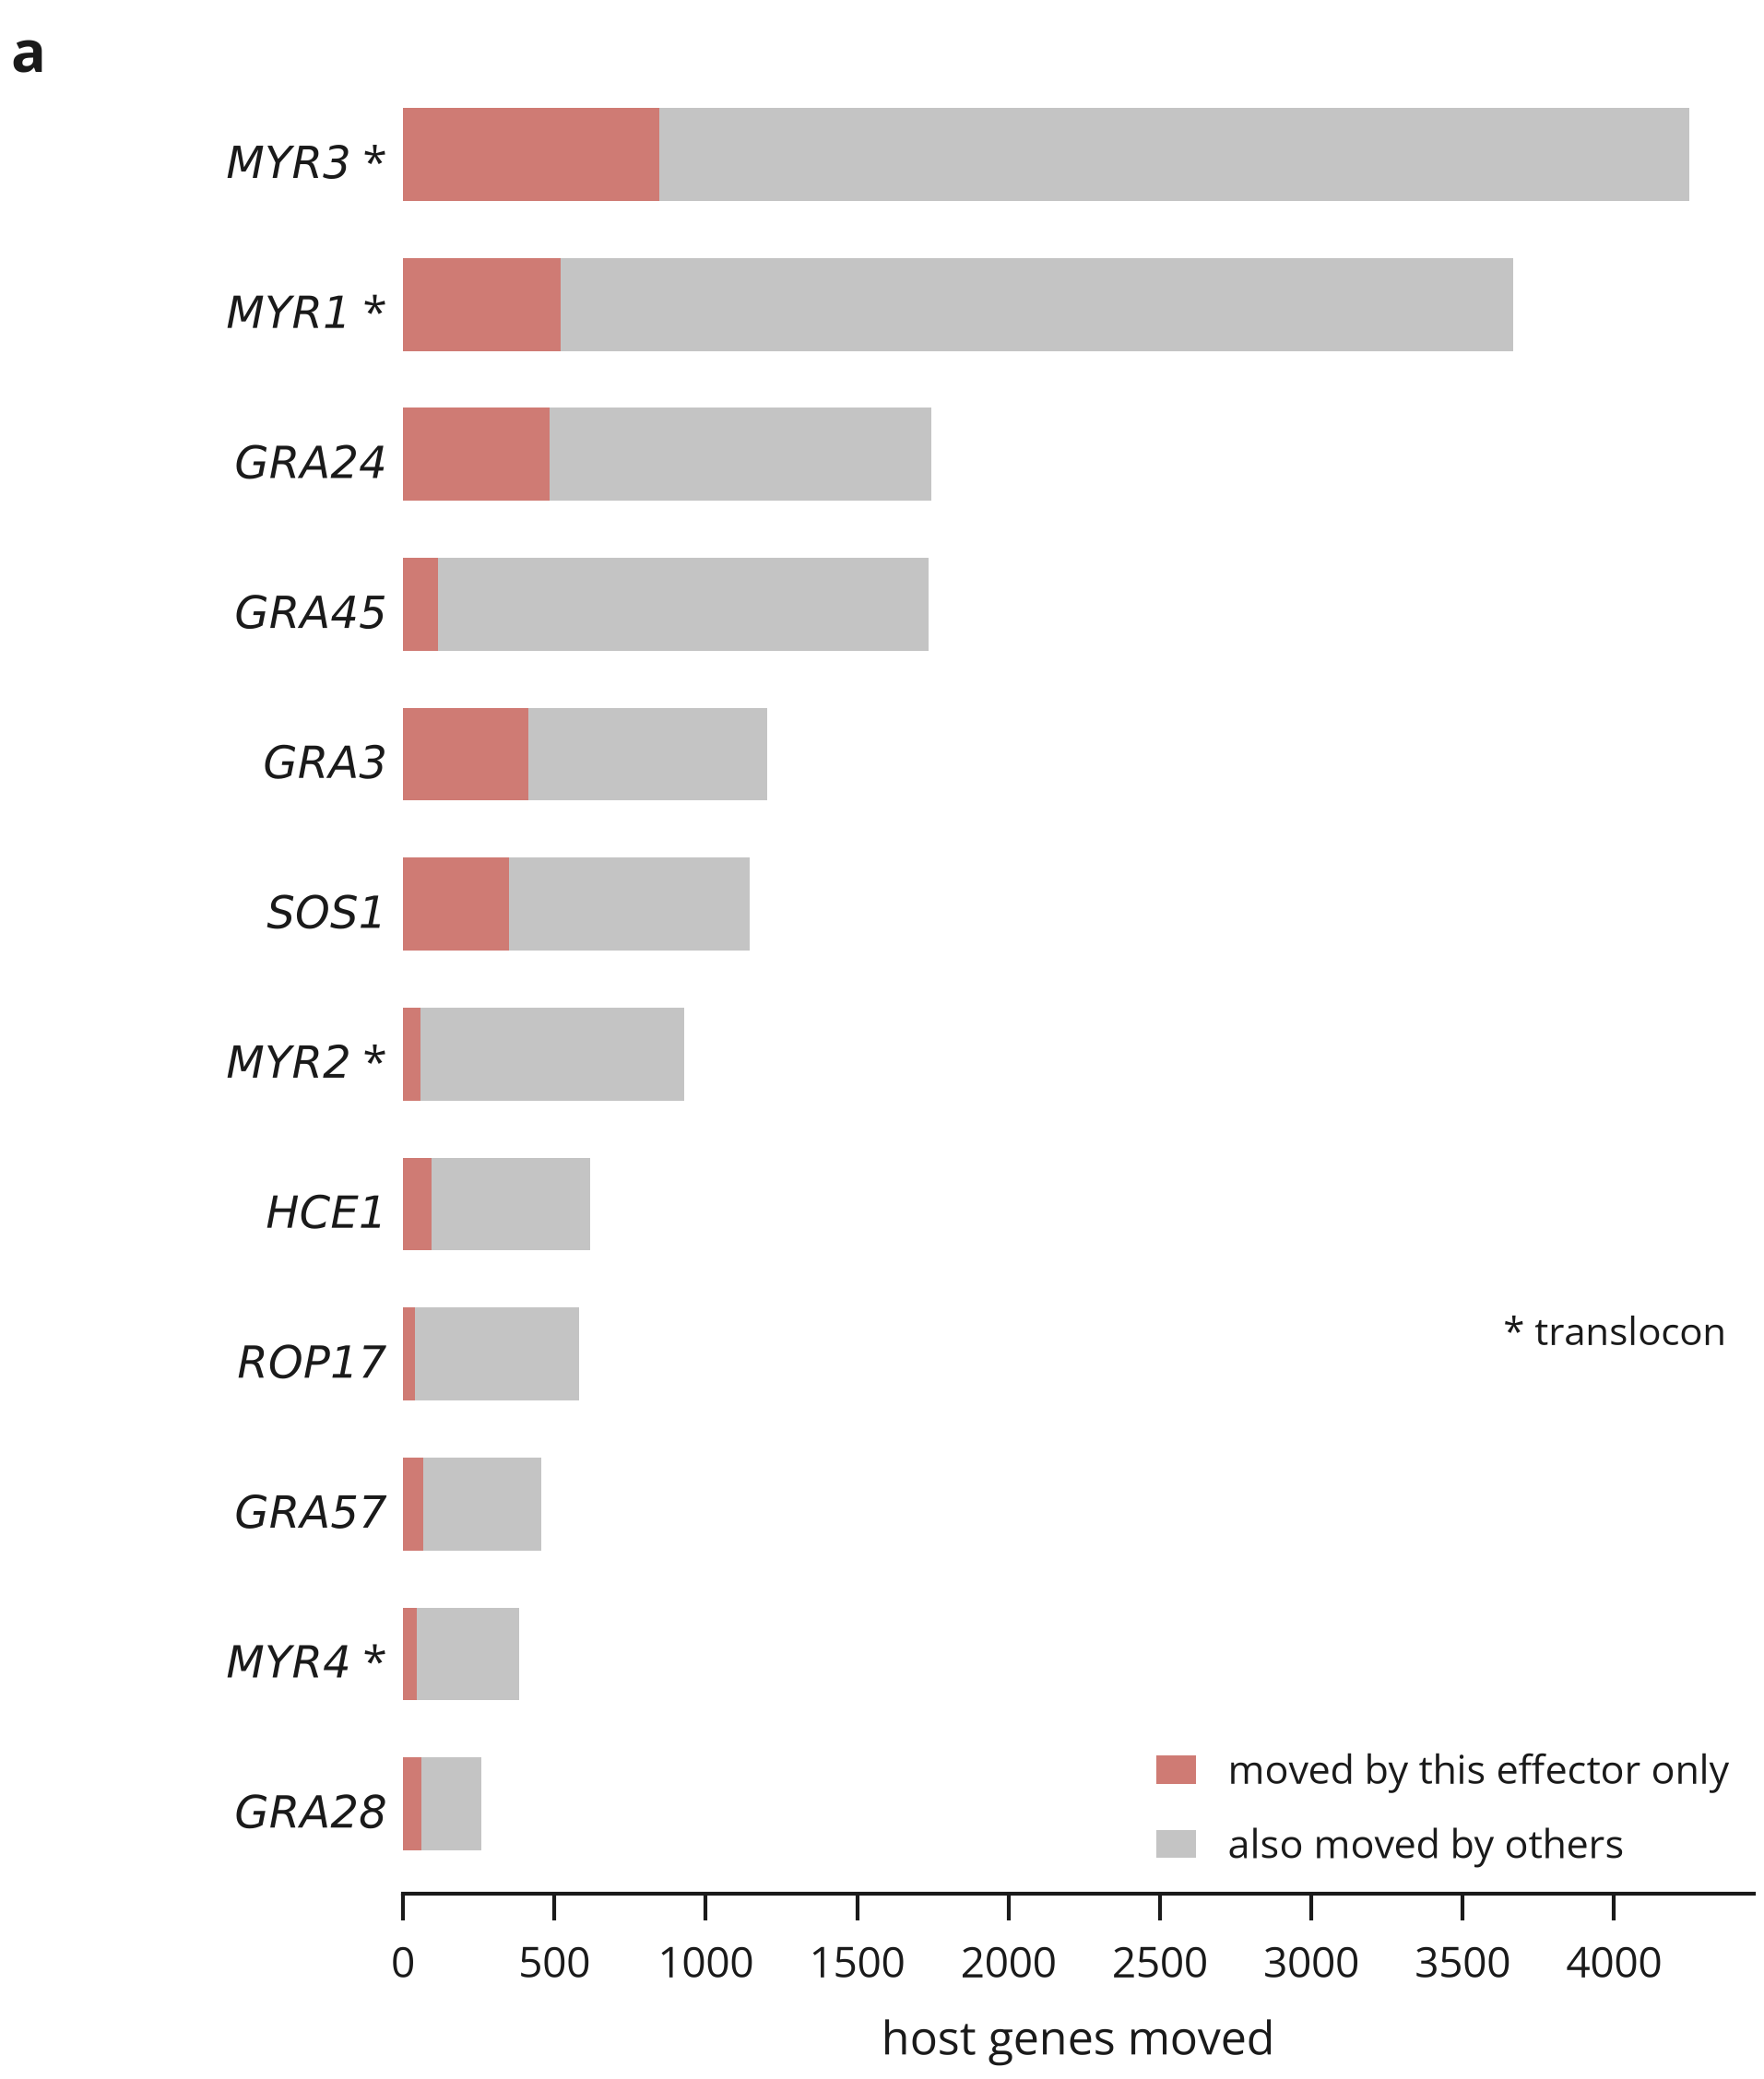 a
MYR3 *
MYR1 *
GRA24
GRA45
GRA3
SOS1
MYR2 *
HCE1
ROP17
* translocon
GRA57
MYR4 *
GRA28
moved by this effector only
also moved by others
0 500 1000 1500 2000 2500 3000 3500 4000
host genes moved